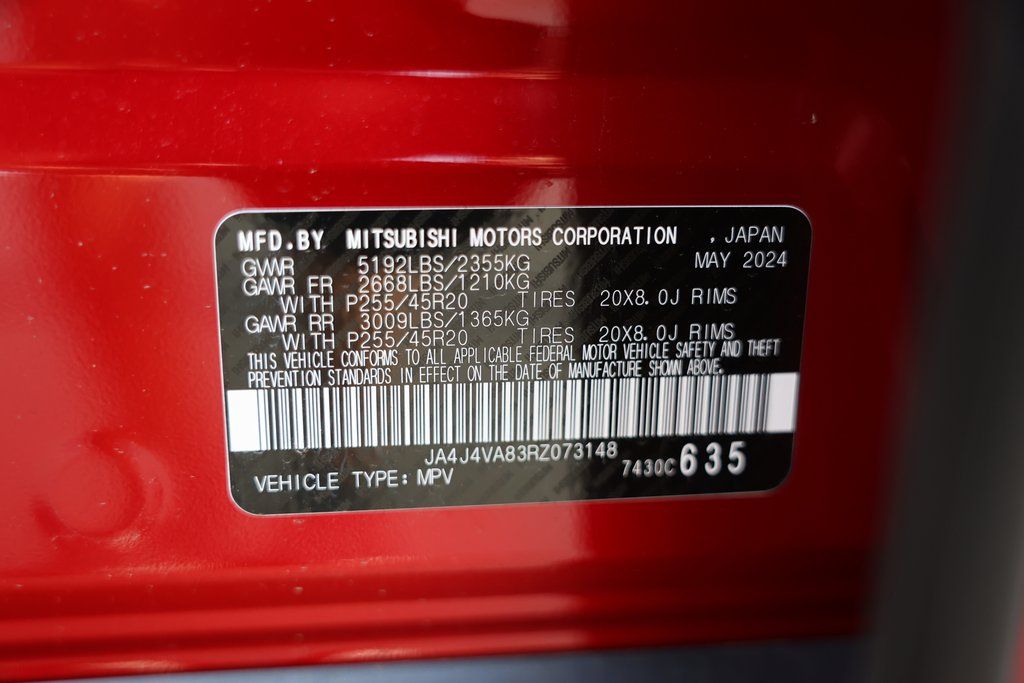 MFD.BY MITSUBISHI MOTORS CORPORATION , JAPAN
GWR 5192LBS/2355KG MAY 2024
GAWR FR 2668LBS/1210KG
WITH P255/45R20 TIRES 20X8.0J RIMS
GAWR RR 3009LBS/1365KG
WITH P255/45R20 TIRES 20X8.0J RIMS
THIS VEHICLE CONFORMS TO ALL APPLICABLE FEDERAL MOTOR VEHICLE SAFETY AND THEFT
PREVENTION STANDARDS IN EFFECT ON THE DATE OF MANUFACTURE SHOWN ABOVE.
JA4J4VA83RZ073148
7430C 635
VEHICLE TYPE: MPV